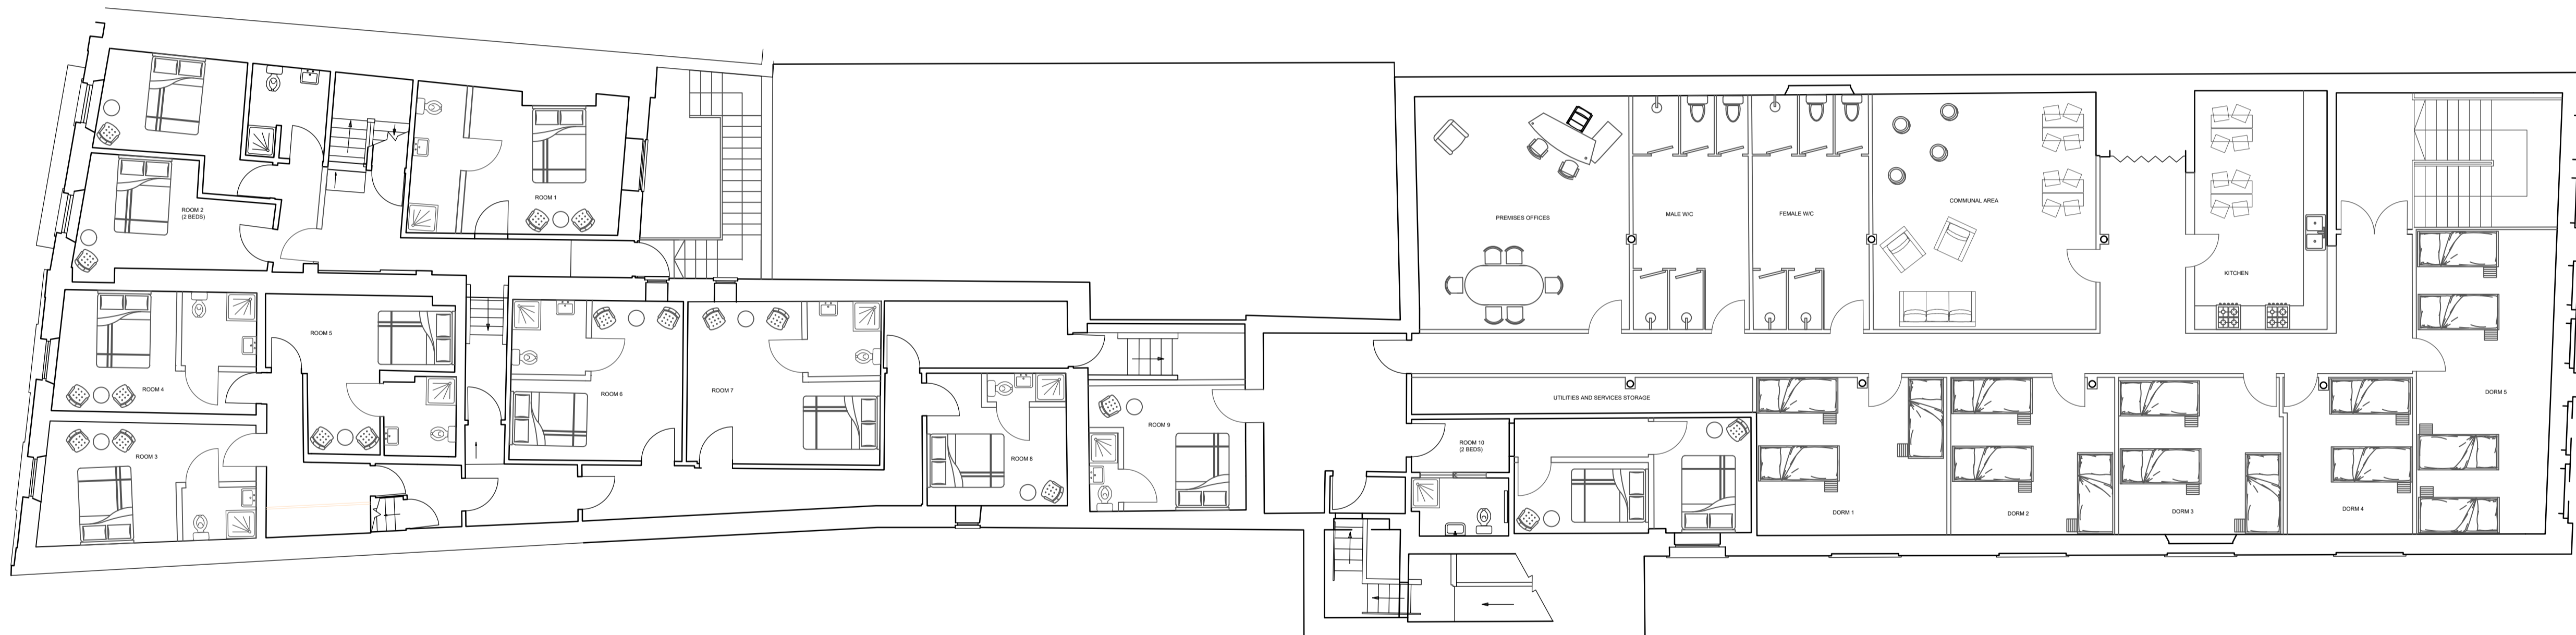 ROOM 1
ROOM 2
(2 BEDS)
ROOM 5
ROOM 4
ROOM 3
ROOM 6
ROOM 7
ROOM 8
ROOM 9
ROOM 10
(2 BEDS)
PREMISES OFFICES
MALE W/C
FEMALE W/C
COMMUNAL AREA
KITCHEN
UTILITIES AND SERVICES STORAGE
DORM 1
DORM 2
DORM 3
DORM 4
DORM 5